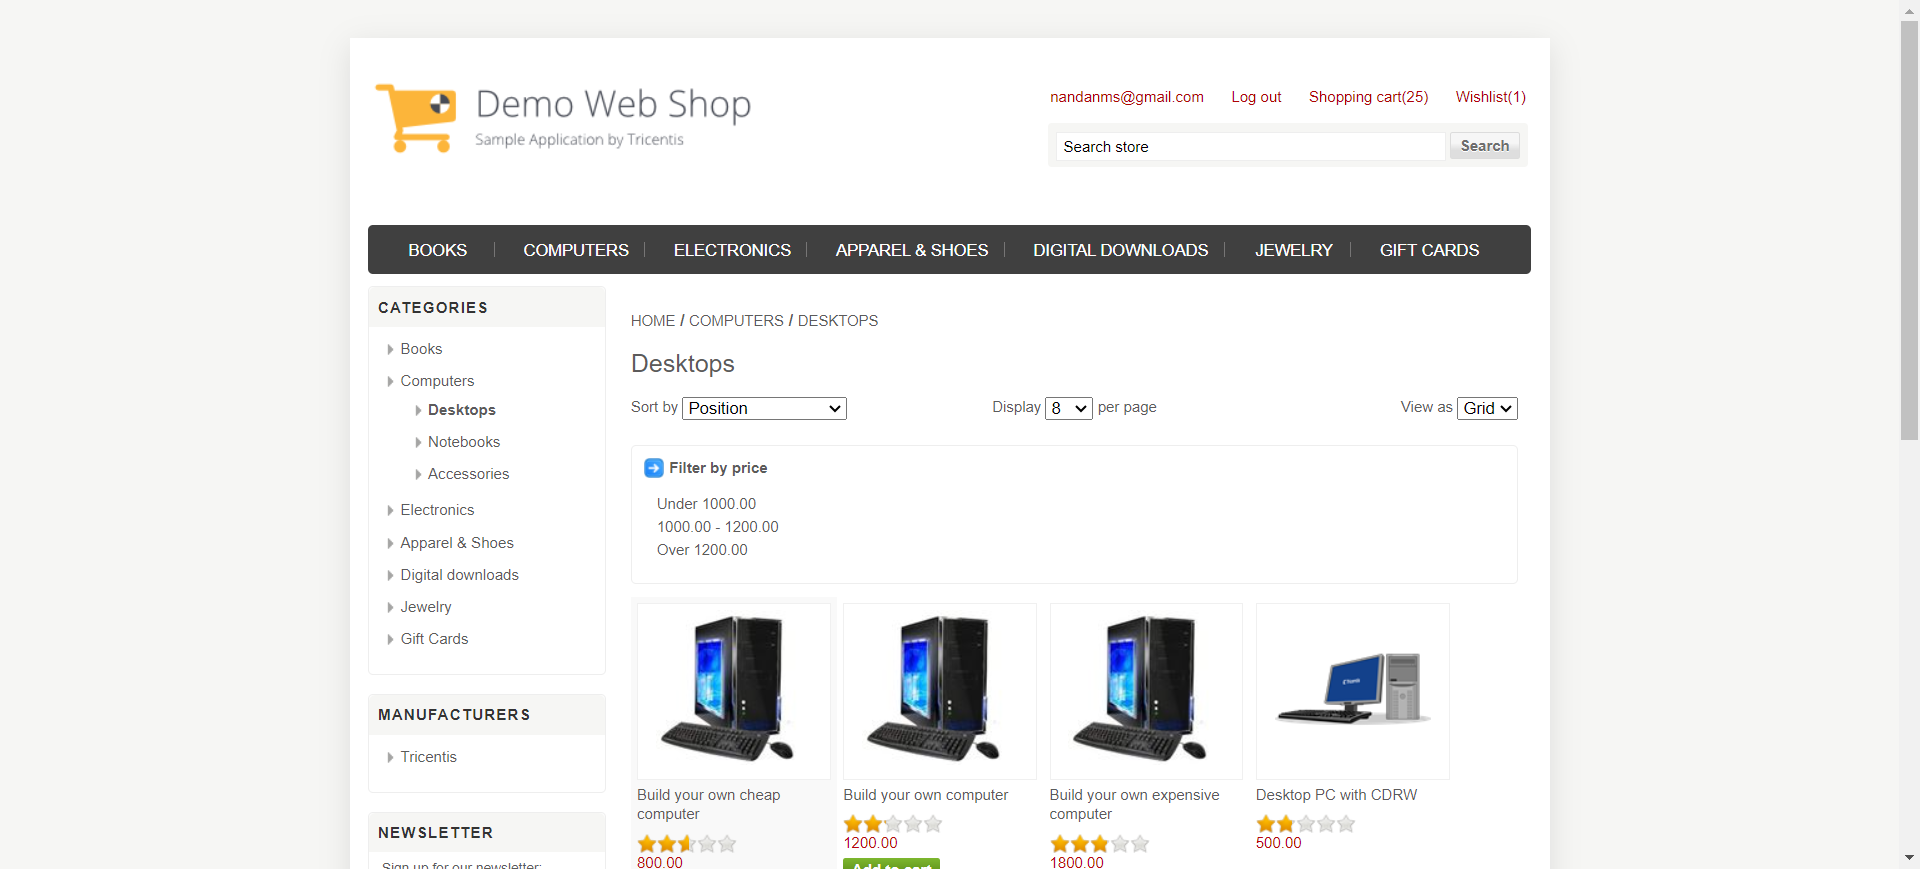 Demo Web Shop
Sample Application by Tricentis
nandanms@gmail.com Log out Shopping cart(25) Wishlist(1)
Search store Search
BOOKS COMPUTERS ELECTRONICS APPAREL & SHOES DIGITAL DOWNLOADS JEWELRY GIFT CARDS
CATEGORIES
Books
Computers
Desktops
Notebooks
Accessories
Electronics
Apparel & Shoes
Digital downloads
Jewelry
Gift Cards
MANUFACTURERS
Tricentis
NEWSLETTER
Sign up for our newsletter:
HOME / COMPUTERS / DESKTOPS
Desktops
Sort by Position Display 8 per page View as Grid
Filter by price
Under 1000.00
1000.00 - 1200.00
Over 1200.00
Build your own cheap
computer
800.00
Build your own computer
1200.00
Add to cart
Build your own expensive
computer
1800.00
Tricentis
Desktop PC with CDRW
500.00